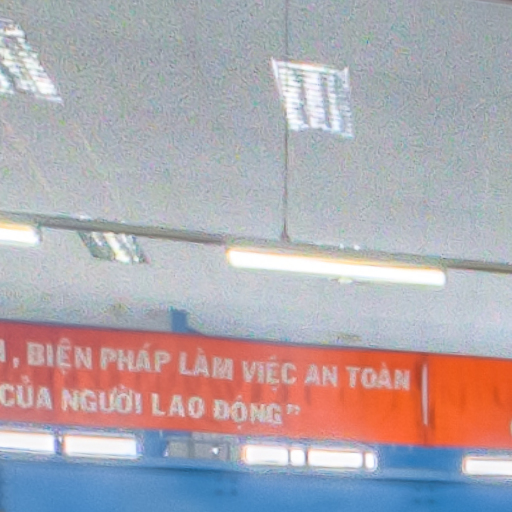 , BIỆN PHÁP LÀM VIỆC AN TOÀN
CỦA NGƯỜI LAO ĐỘNG”